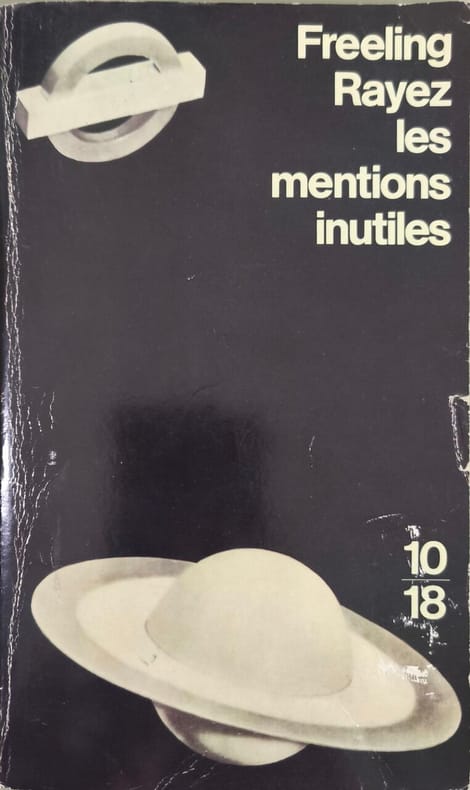 Freeling
Rayez
les
mentions
inutiles
10
18